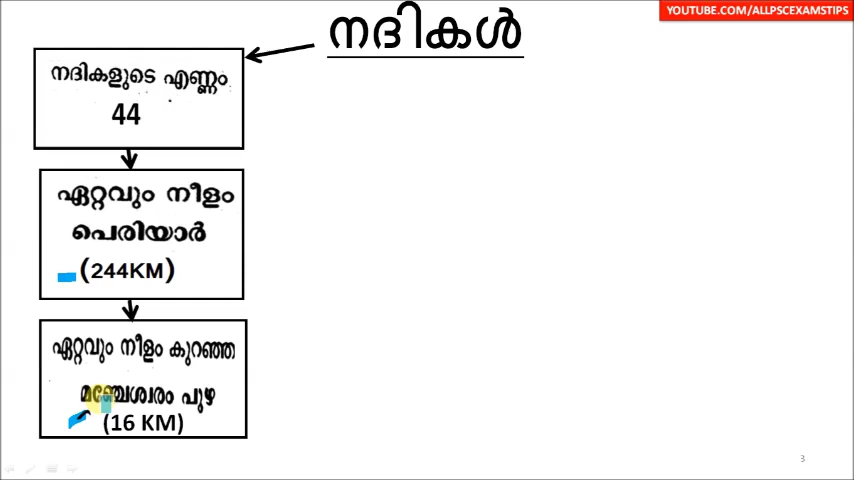 YOUTUBE.COM/ALLPSCEXAMSTIPS
നദികൾ
നദികളുടെ എണ്ണം
44
ഏറ്റവും നീളം
പെരിയാർ
(244KM)
ഏറ്റവും നീളം കുറഞ്ഞ
മഞ്ചേശ്വരം പുഴ
(16 KM)
3